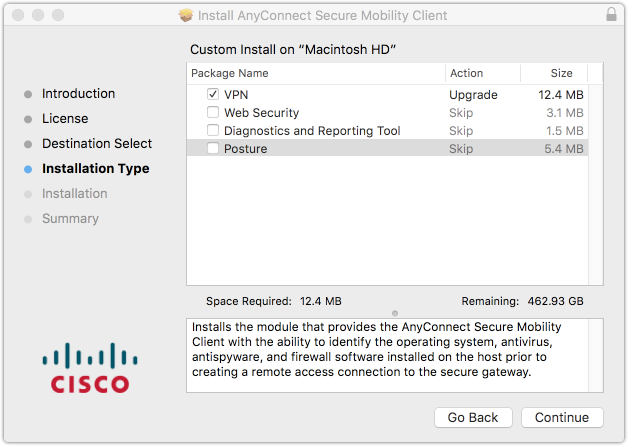 Install AnyConnect Secure Mobility Client
Custom Install on “Macintosh HD”
Package Name Action Size
VPN Upgrade 12.4 MB
Web Security Skip 3.1 MB
Diagnostics and Reporting Tool Skip 1.5 MB
Posture Skip 5.4 MB
Introduction
License
Destination Select
Installation Type
Installation
Summary
Space Required: 12.4 MB Remaining: 462.93 GB
Installs the module that provides the AnyConnect Secure Mobility
Client with the ability to identify the operating system, antivirus,
antispyware, and firewall software installed on the host prior to
creating a remote access connection to the secure gateway.
CISCO
Go Back Continue